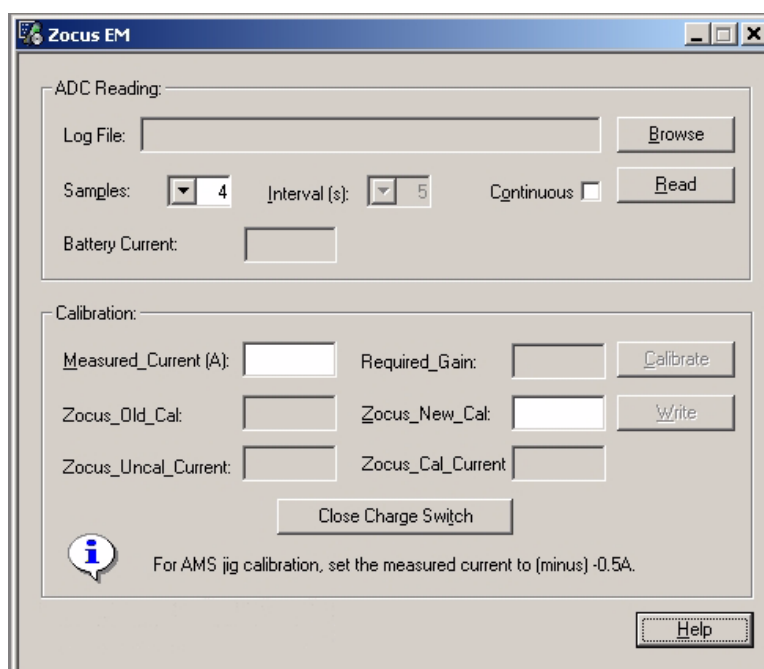 Zocus EM
ADC Reading:
Log File: Browse
Samples: 4 Interval (s): 5 Continuous Read
Battery Current:
Calibration:
Measured_Current (A): Required_Gain: Calibrate
Zocus_Old_Cal: Zocus_New_Cal: Write
Zocus_Uncal_Current: Zocus_Cal_Current
Close Charge Switch
i For AMS jig calibration, set the measured current to (minus) -0.5A.
Help